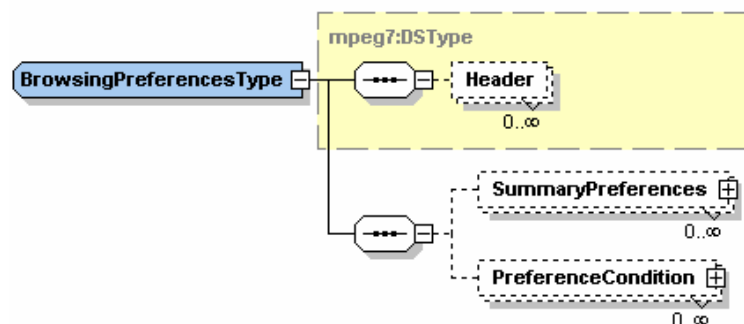 mpeg7:DSType
BrowsingPreferencesType
Header
0..∞
SummaryPreferences
0..∞
PreferenceCondition
0..∞